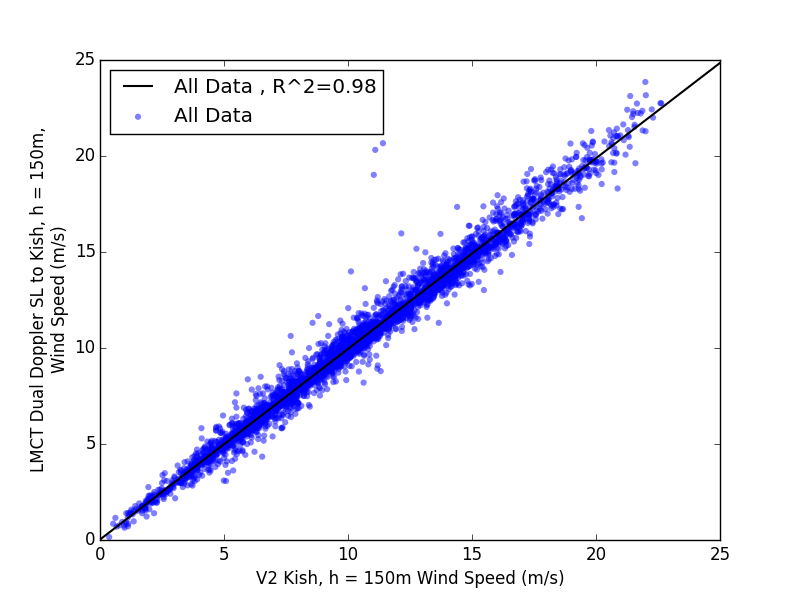 All Data , R^2=0.98
All Data
LMCT Dual Doppler SL to Kish, h = 150m,
Wind Speed (m/s)
25
20
15
10
5
0
0 5 10 15 20 25
V2 Kish, h = 150m Wind Speed (m/s)